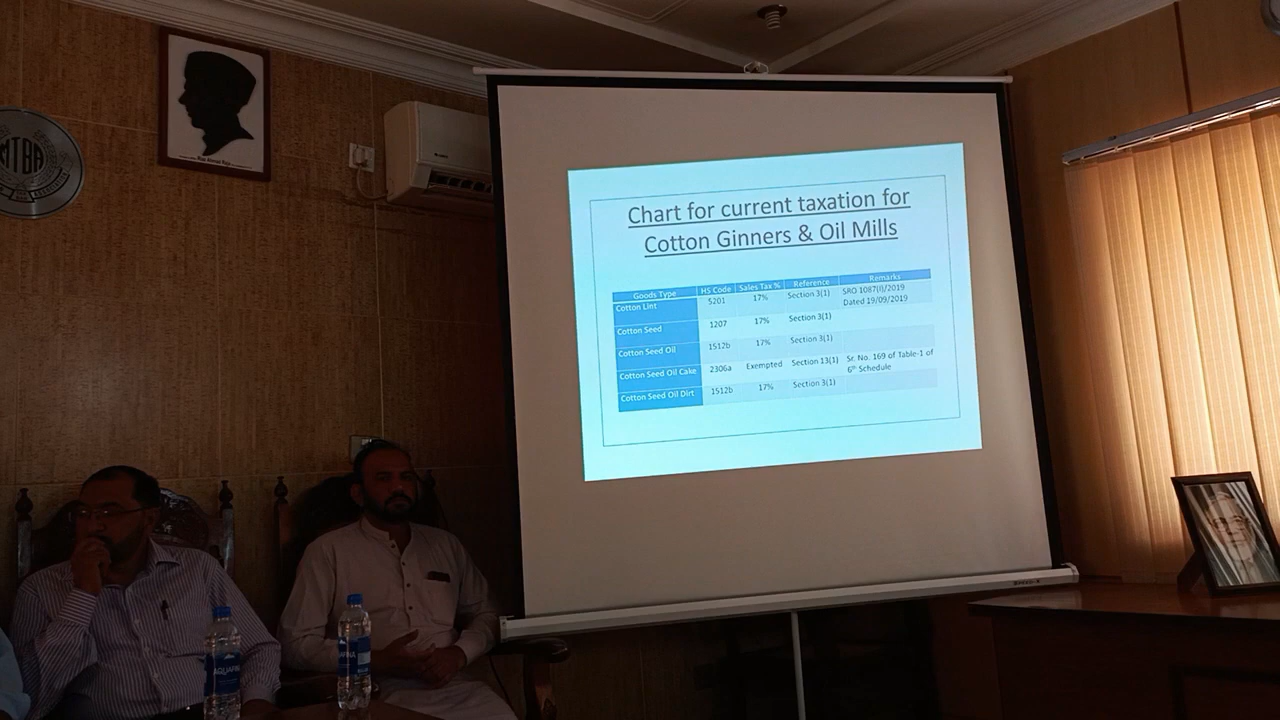 MTBA
Chart for current taxation for
Cotton Ginners & Oil Mills
Goods Type HS Code Sales Tax % Reference Remarks
Cotton Lint 5201 17% Section 3(1) SRO 1087(I)/2019
Dated 19/09/2019
Cotton Seed 1207 17% Section 3(1)
Cotton Seed Oil 1512b 17% Section 3(1)
Cotton Seed Oil Cake 2306a Exempted Section 13(1) Sr. No. 169 of Table-1 of
6th Schedule
Cotton Seed Oil Dirt 1512b 17% Section 3(1)